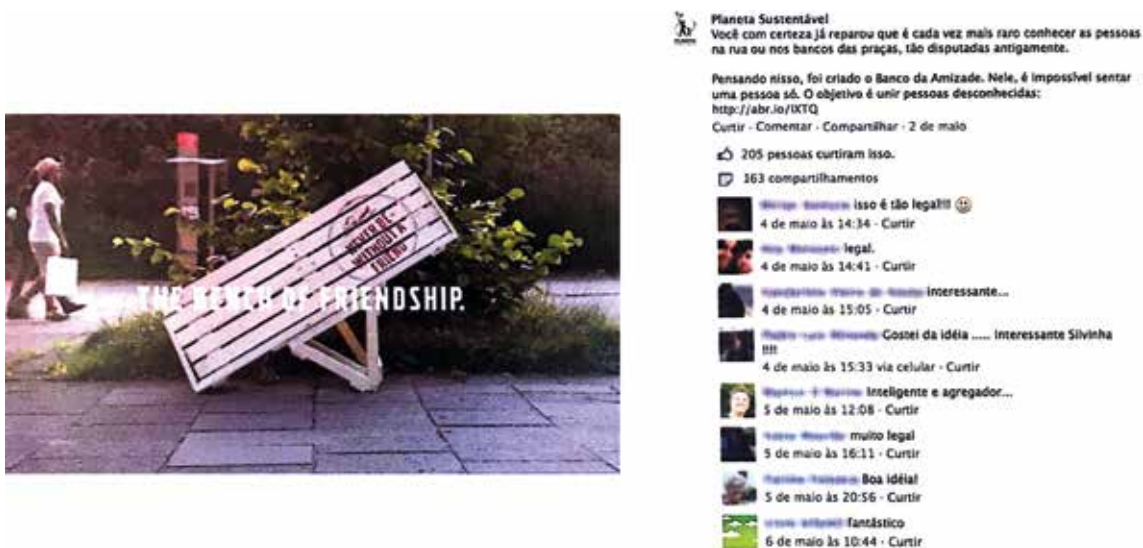 NEVER BE-
WITHOUT A
FRIEND
THE BENCH OF FRIENDSHIP.
Planeta Sustentável
Você com certeza já reparou que é cada vez mais raro conhecer as pessoas
na rua ou nos bancos das praças, tão disputadas antigamente.
Pensando nisso, foi criado o Banco da Amizade. Nele, é impossível sentar
uma pessoa só. O objetivo é unir pessoas desconhecidas:
http://abr.io/IXTQ
Curtir · Comentar · Compartilhar · 2 de maio
205 pessoas curtiram isso.
163 compartilhamentos
isso é tão legal!!!
4 de maio às 14:34 · Curtir
legal.
4 de maio às 14:41 · Curtir
interessante...
4 de maio às 15:05 · Curtir
Gostei da idéia ..... Interessante Silvinha
!!!!
4 de maio às 15:33 via celular · Curtir
Inteligente e agregador...
5 de maio às 12:08 · Curtir
muito legal
5 de maio às 16:11 · Curtir
Boa idéia!
5 de maio às 20:56 · Curtir
fantástico
6 de maio às 10:44 · Curtir